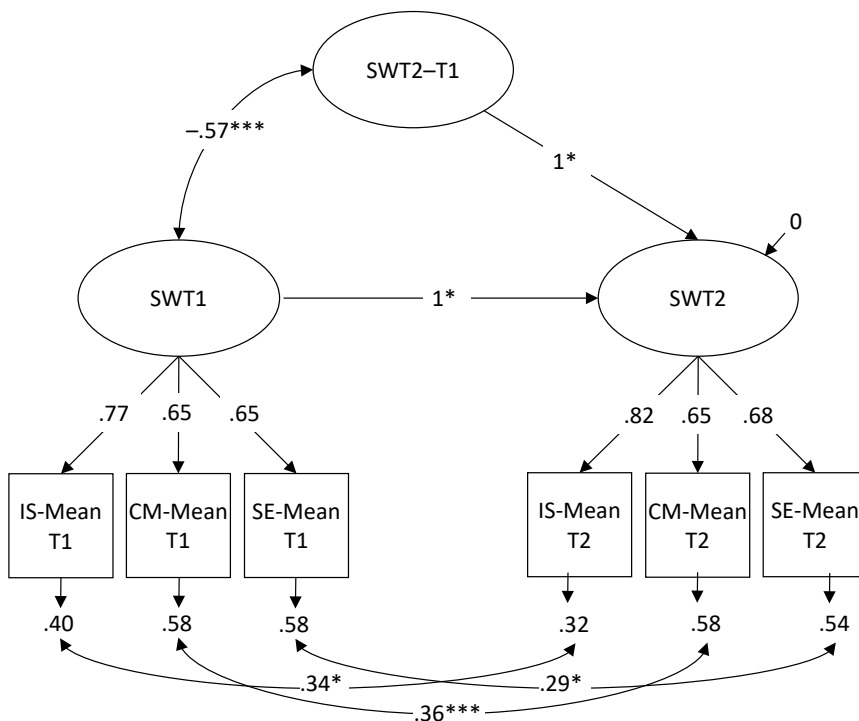 SWT2–T1
–.57***
1*
0
SWT1
1*
SWT2
.77
.65
.65
.82
.65
.68
IS-Mean
T1
CM-Mean
T1
SE-Mean
T1
IS-Mean
T2
CM-Mean
T2
SE-Mean
T2
.40
.58
.58
.32
.58
.54
.34*
.29*
.36***